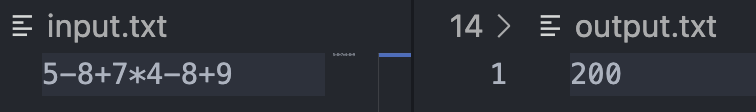 input.txt
14 > output.txt
5-8+7*4-8+9
1 200